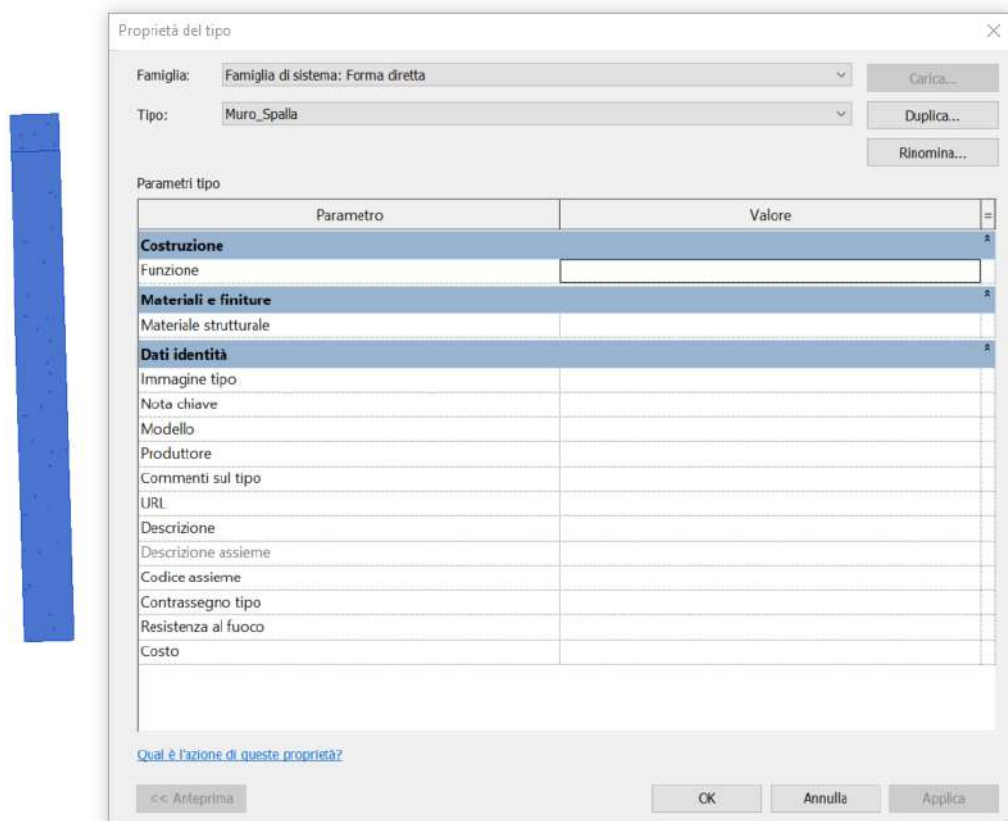 Proprietà del tipo
Famiglia: Famiglia di sistema: Forma diretta Carica...
Tipo: Muro_Spalla Duplica...
Rinomina...
Parametri tipo
Parametro Valore =
Costruzione
Funzione
Materiali e finiture
Materiale strutturale
Dati identità
Immagine tipo
Nota chiave
Modello
Produttore
Commenti sul tipo
URL
Descrizione
Descrizione assieme
Codice assieme
Contrassegno tipo
Resistenza al fuoco
Costo
Qual è l'azione di queste proprietà?
<< Anteprima OK Annulla Applica